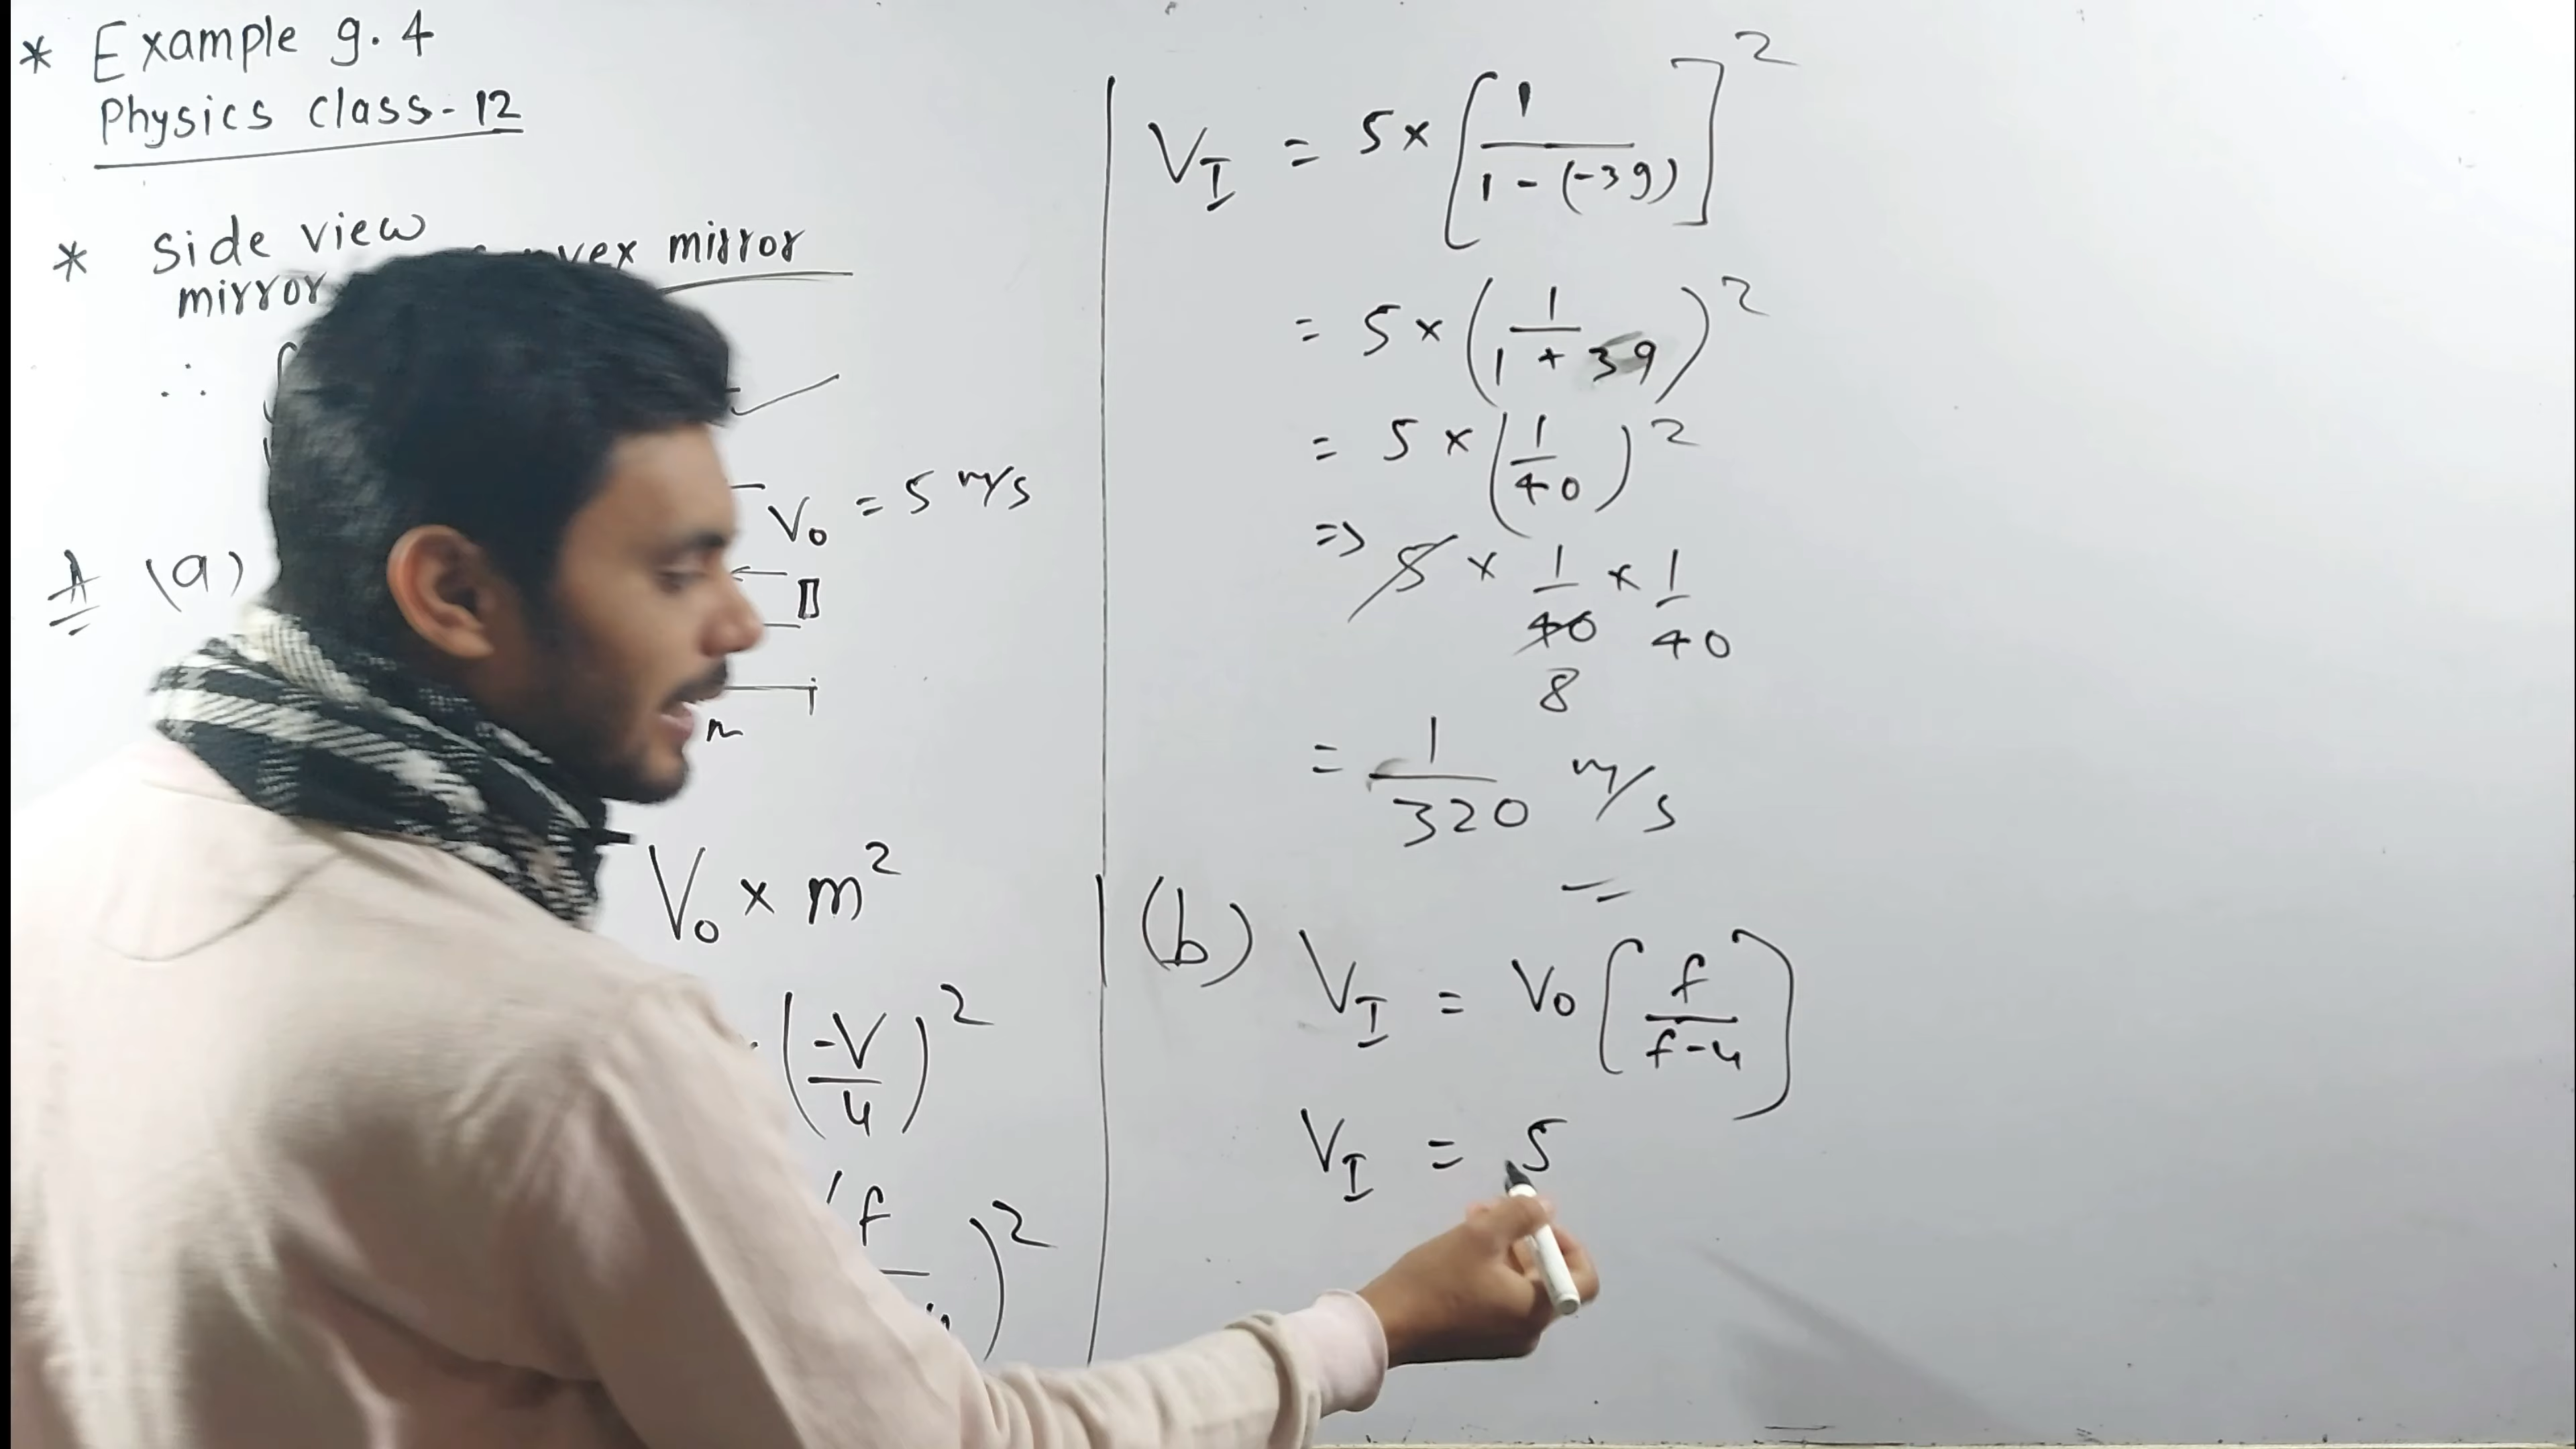 * Example 9.4
Physics class-12
* Side view
mirror vex mirror
∴
V₀ = 5 m/s
A (a)
m
V₀ × m²
(-V/u)²
(f
)²
V_I = 5 × [1/(1 - (-39))]²
= 5 × (1/(1 + 39))²
= 5 × (1/40)²
=> 5 × 1/40 × 1/40
8
= 1/320 m/s
(b) V_I = V₀ [f/(f-u)]
V_I = 5